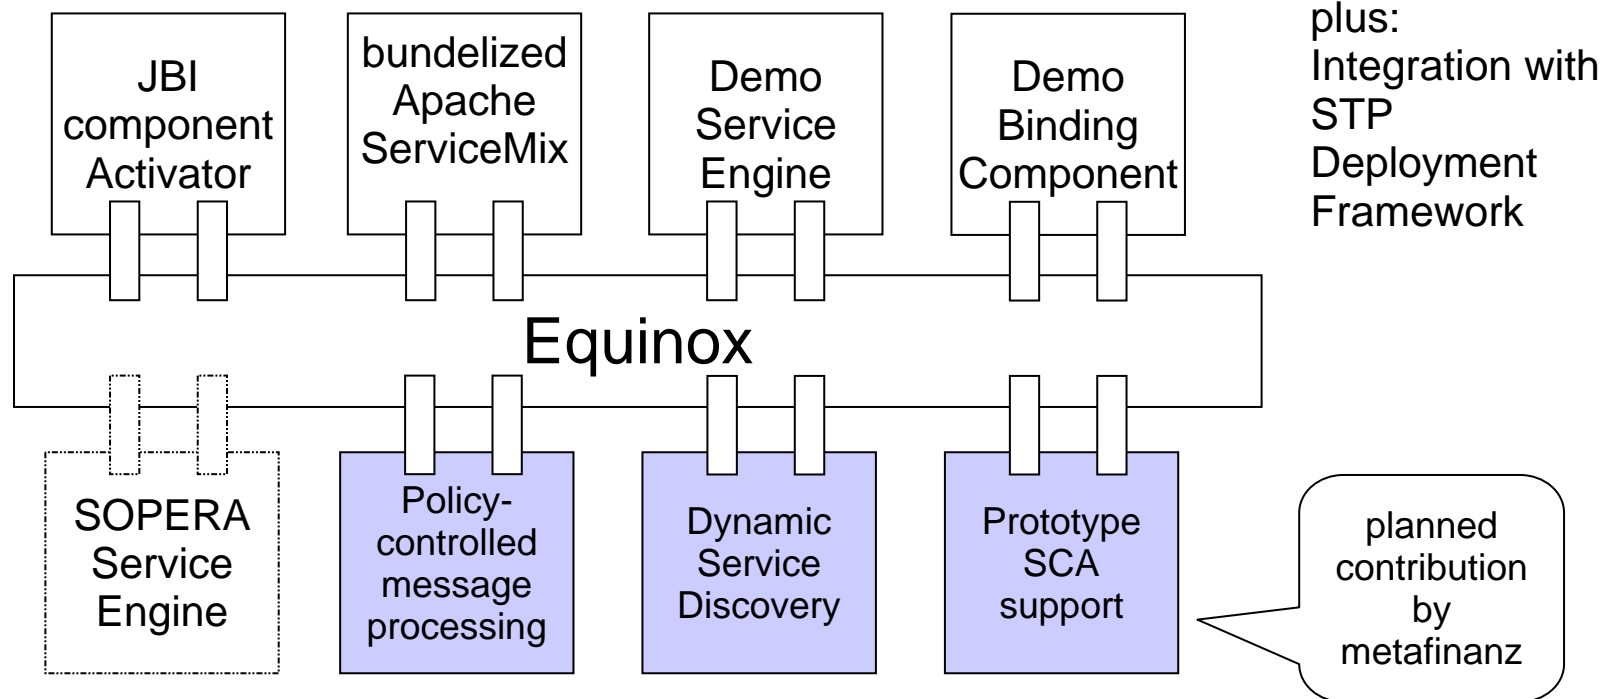 JBI
component
Activator
bundelized
Apache
ServiceMix
Demo
Service
Engine
Demo
Binding
Component
plus:
Integration with
STP
Deployment
Framework
Equinox
SOPERA
Service
Engine
Policy-
controlled
message
processing
Dynamic
Service
Discovery
Prototype
SCA
support
planned
contribution
by
metafinanz